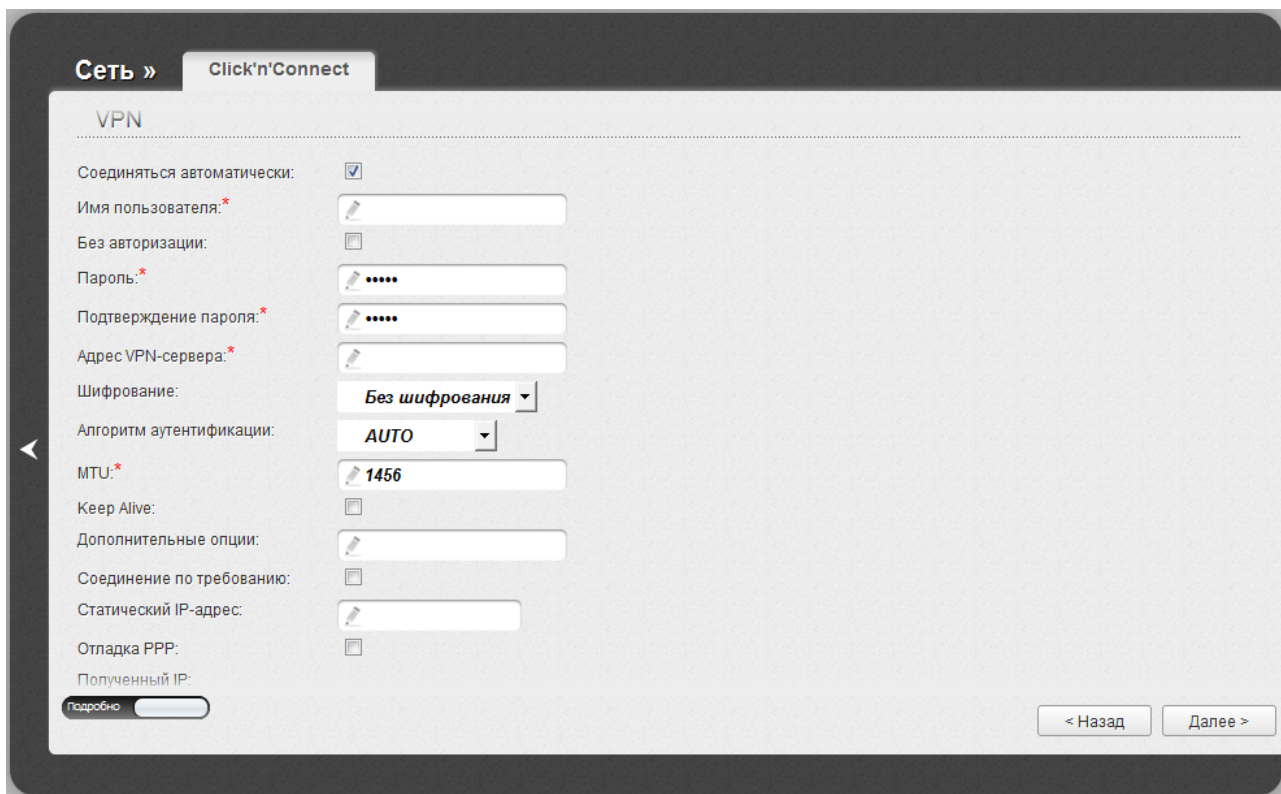 Сеть »
Click'n'Connect
VPN
Соединяться автоматически:
Имя пользователя:*
Без авторизации:
Пароль:* •••••
Подтверждение пароля:* •••••
Адрес VPN-сервера:*
Шифрование: Без шифрования
Алгоритм аутентификации: AUTO
MTU:* 1456
Keep Alive:
Дополнительные опции:
Соединение по требованию:
Статический IP-адрес:
Отладка PPP:
Полученный IP:
Подробно
< Назад
Далее >